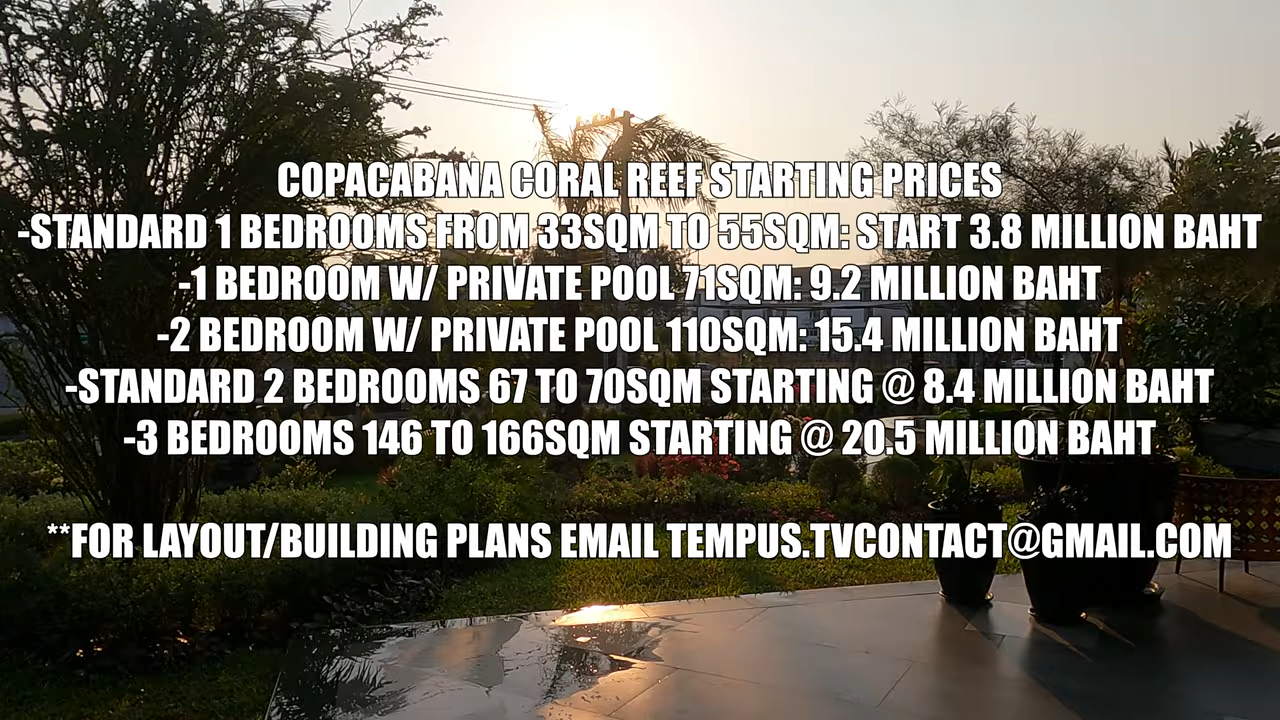 COPACABANA CORAL REEF STARTING PRICES
-STANDARD 1 BEDROOMS FROM 33SQM TO 55SQM: START 3.8 MILLION BAHT
-1 BEDROOM W/ PRIVATE POOL 71SQM: 9.2 MILLION BAHT
-2 BEDROOM W/ PRIVATE POOL 110SQM: 15.4 MILLION BAHT
-STANDARD 2 BEDROOMS 67 TO 70SQM STARTING @ 8.4 MILLION BAHT
-3 BEDROOMS 146 TO 166SQM STARTING @ 20.5 MILLION BAHT
**FOR LAYOUT/BUILDING PLANS EMAIL TEMPUS.TVCONTACT@GMAIL.COM